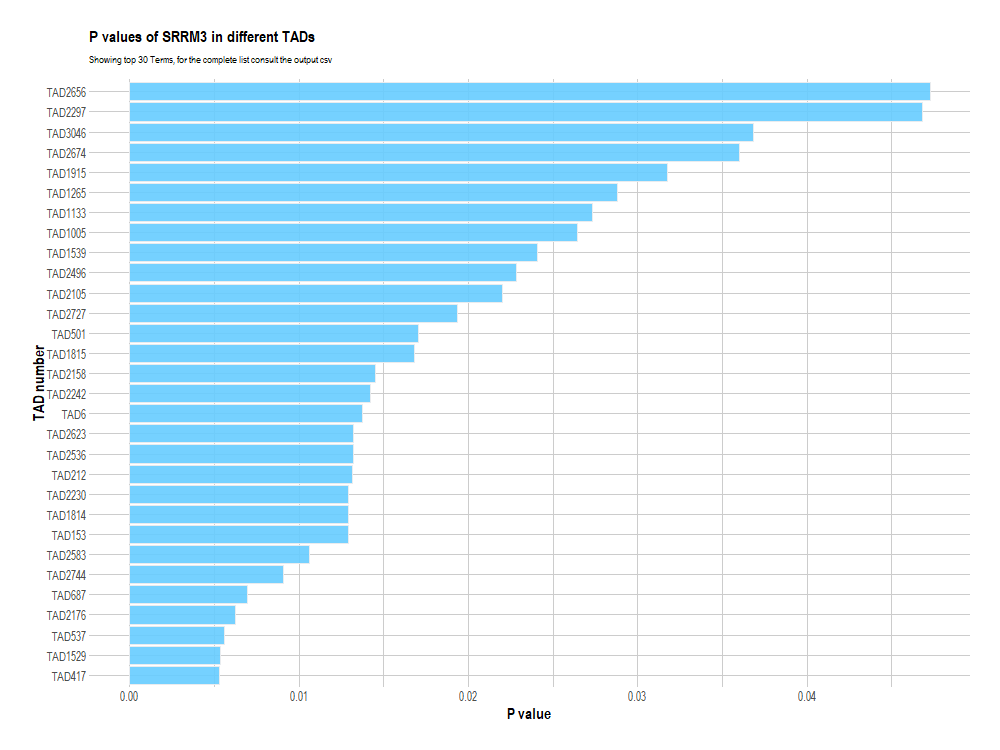 P values of SRRM3 in different TADs
Showing top 30 Terms, for the complete list consult the output csv
TAD number
TAD2656
TAD2297
TAD3046
TAD2674
TAD1915
TAD1265
TAD1133
TAD1005
TAD1539
TAD2496
TAD2105
TAD2727
TAD501
TAD1815
TAD2158
TAD2242
TAD6
TAD2623
TAD2536
TAD212
TAD2230
TAD1814
TAD153
TAD2583
TAD2744
TAD687
TAD2176
TAD537
TAD1529
TAD417
0.00 0.01 0.02 0.03 0.04
P value